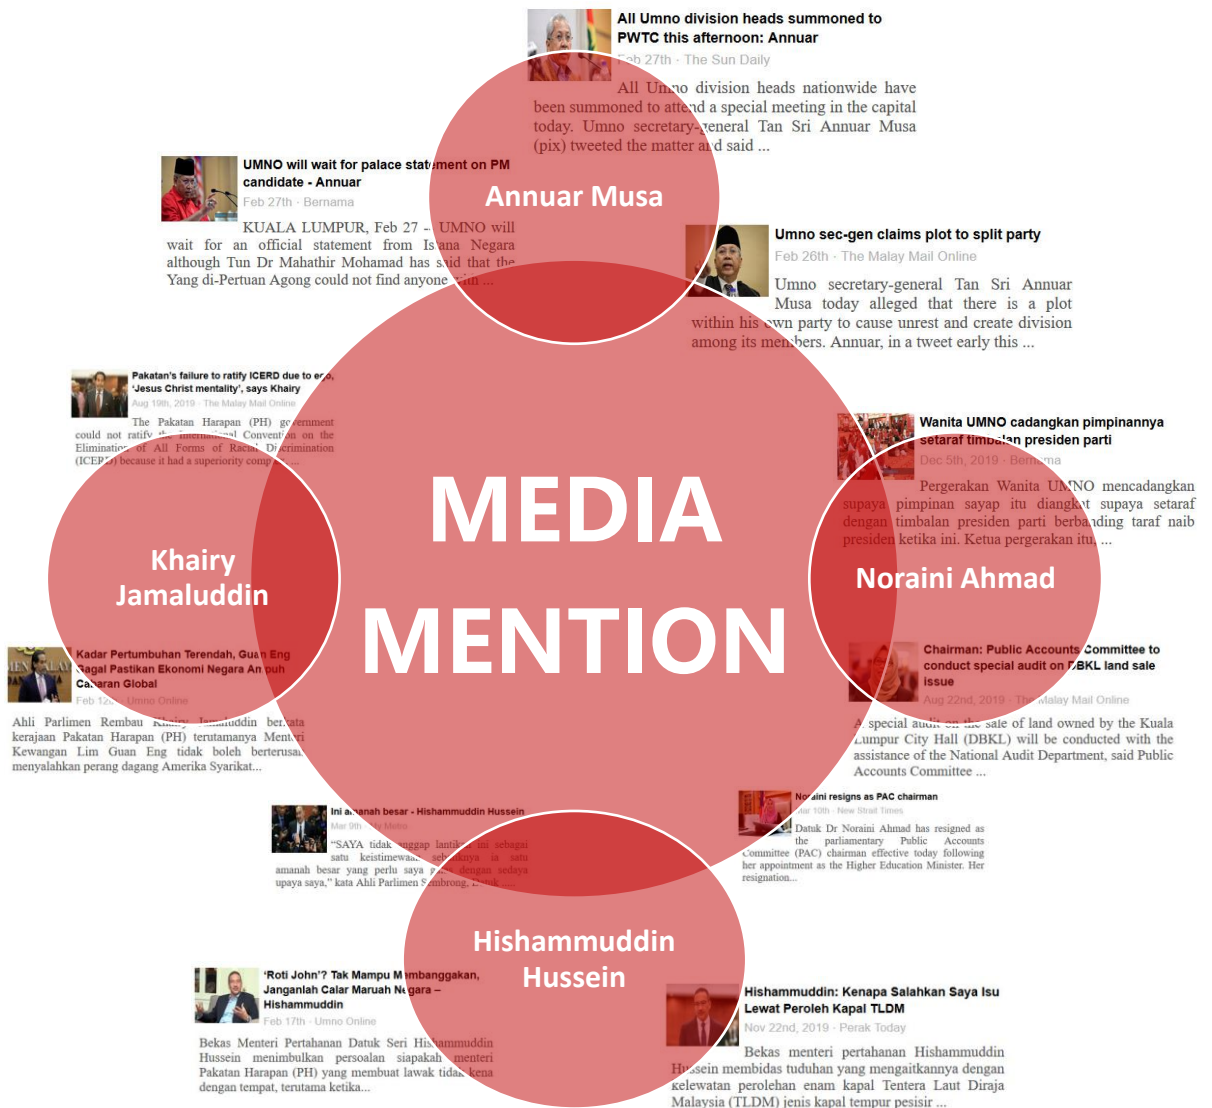 All Umno division heads summoned to
PWTC this afternoon: Annuar
Feb 27th · The Sun Daily
All Umno division heads nationwide have
been summoned to attend a special meeting in the capital
today. Umno secretary-general Tan Sri Annuar Musa
(pix) tweeted the matter and said ...
UMNO will wait for palace statement on PM
candidate - Annuar
Feb 27th · Bernama
KUALA LUMPUR, Feb 27 -- UMNO will
wait for an official statement from Istana Negara
although Tun Dr Mahathir Mohamad has said that the
Yang di-Pertuan Agong could not find anyone with ...
Annuar Musa
Umno sec-gen claims plot to split party
Feb 26th · The Malay Mail Online
Umno secretary-general Tan Sri Annuar
Musa today alleged that there is a plot
within his own party to cause unrest and create division
among its members. Annuar, in a tweet early this ...
Pakatan's failure to ratify ICERD due to ego,
'Jesus Christ mentality', says Khairy
Aug 19th, 2019 · The Malay Mail Online
The Pakatan Harapan (PH) government
could not ratify the International Convention on the
Elimination of All Forms of Racial Discrimination
(ICERD) because it had a superiority ...
Wanita UMNO cadangkan pimpinannya
setaraf timbalan presiden parti
Dec 5th, 2019 · Bernama
Pergerakan Wanita UMNO mencadangkan
supaya pimpinan sayap itu diangkat supaya setaraf
dengan timbalan presiden parti berbanding taraf naib
presiden ketika ini. Ketua pergerakan itu, ...
MEDIA
MENTION
Khairy
Jamaluddin
Noraini Ahmad
Kadar Pertumbuhan Terendah, Guan Eng
Gagal Pastikan Ekonomi Negara Ampuh
Cabaran Global
Feb · Umno Online
Ahli Parlimen Rembau Khairy Jamaluddin berkata
kerajaan Pakatan Harapan (PH) terutamanya Menteri
Kewangan Lim Guan Eng tidak boleh berterusan
menyalahkan perang dagang Amerika Syarikat...
Chairman: Public Accounts Committee to
conduct special audit on DBKL land sale
issue
Aug 22nd, 2019 · The Malay Mail Online
A special audit on the sale of land owned by the Kuala
Lumpur City Hall (DBKL) will be conducted with the
assistance of the National Audit Department, said Public
Accounts Committee ...
Ini amanah besar - Hishammuddin Hussein
Mar 9th · My Metro
“SAYA tidak anggap lantikan ini sebagai
satu keistimewaan sebaliknya ia satu
amanah besar yang perlu saya galas dengan sedaya
upaya saya,” kata Ahli Parlimen Sembrong, Datuk ...
Noraini resigns as PAC chairman
Mar 10th · New Strait Times
Datuk Dr Noraini Ahmad has resigned as
the parliamentary Public Accounts
Committee (PAC) chairman effective today following
her appointment as the Higher Education Minister. Her
resignation...
Hishammuddin
Hussein
'Roti John'? Tak Mampu Membanggakan,
Janganlah Calar Maruah Negara –
Hishammuddin
Feb 17th · Umno Online
Bekas Menteri Pertahanan Datuk Seri Hishammuddin
Hussein menimbulkan persoalan siapakah menteri
Pakatan Harapan (PH) yang membuat lawak tidak kena
dengan tempat, terutama ketika...
Hishammuddin: Kenapa Salahkan Saya Isu
Lewat Peroleh Kapal TLDM
Nov 22nd, 2019 · Perak Today
Bekas menteri pertahanan Hishammuddin
Hussein membidas tuduhan yang mengaitkannya dengan
kelewatan perolehan enam kapal Tentera Laut Diraja
Malaysia (TLDM) jenis kapal tempur pesisir ...